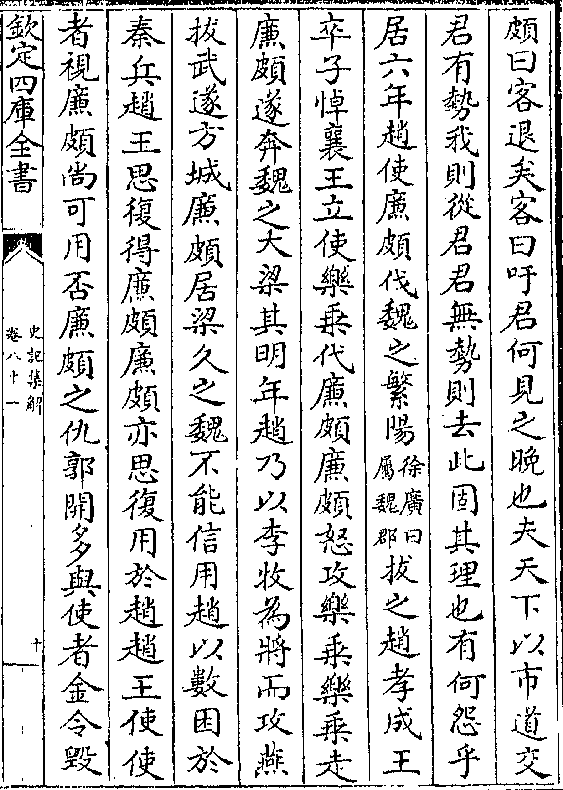 頗曰客退矣客曰吁君何見之晚也夫天下以市道交
君有勢我則從君君無勢則去此固其理也有何怨乎
居六年趙使廉頗伐魏之繁陽徐廣曰屬魏郡拔之趙孝成王
卒子悼襄王立使樂乘代廉頗廉頗怒攻樂乘樂乘走
廉頗遂奔魏之大梁其明年趙乃以李牧為將而攻燕
拔武遂方城廉頗居梁久之魏不能信用趙以數困於
秦兵趙王思復得廉頗廉頗亦思復用於趙趙王使使
者視廉頗尚可用否廉頗之仇郭開多與使者金令毀
欽定四庫全書
史記集解
卷八十一
十